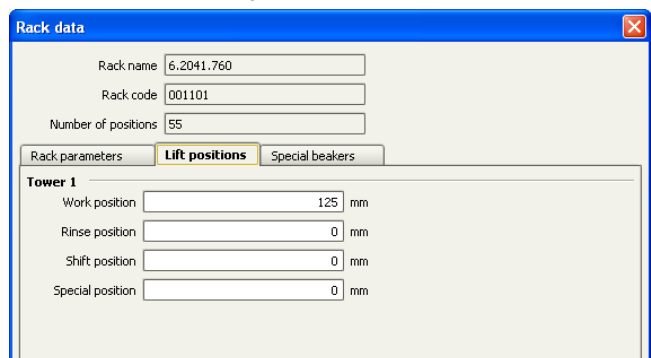 Rack data
Rack name 6.2041.760
Rack code 001101
Number of positions 55
Rack parameters Lift positions Special beakers
Tower 1
Work position 125 mm
Rinse position 0 mm
Shift position 0 mm
Special position 0 mm